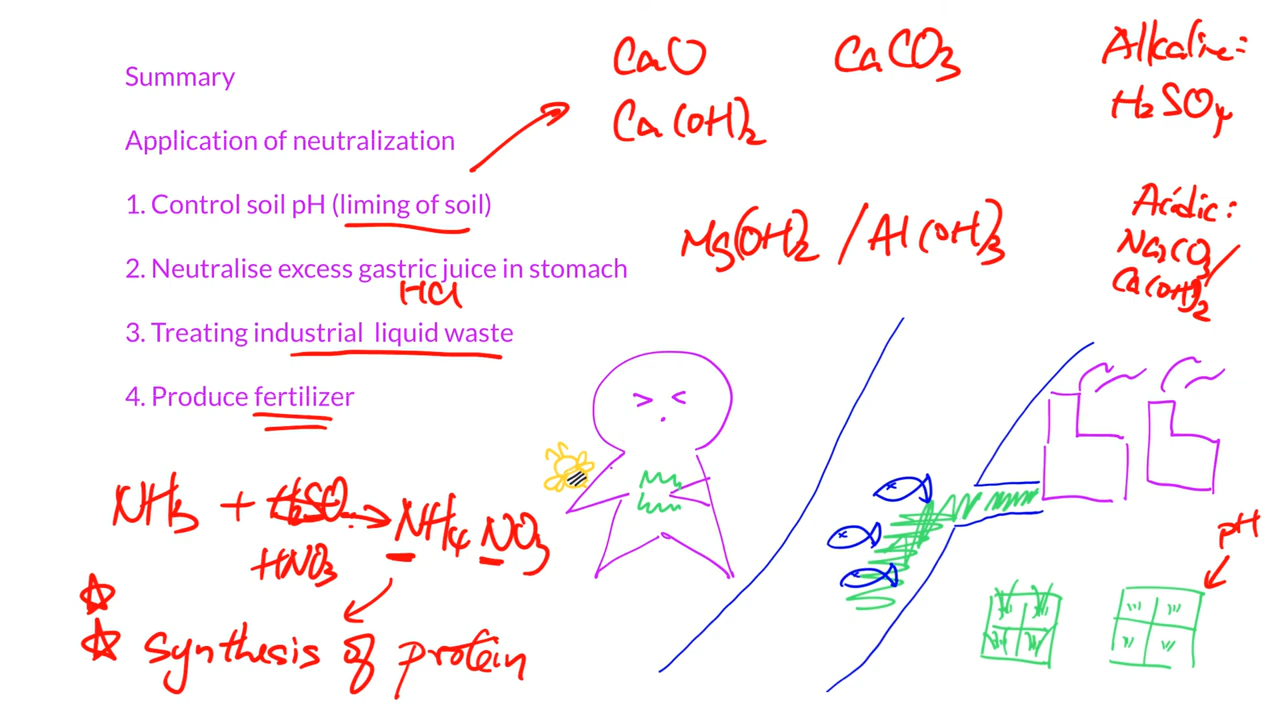 Summary
Application of neutralization
1. Control soil pH (liming of soil)
2. Neutralise excess gastric juice in stomach
HCl
3. Treating industrial liquid waste
4. Produce fertilizer
NH3 + H2SO4 → NH4NO3
HNO3
synthesis of protein
CaO CaCO3
Ca(OH)2
Mg(OH)2 / Al(OH)3
Alkaline:
H2SO4
Acidic:
Na2CO3
Ca(OH)2
pH